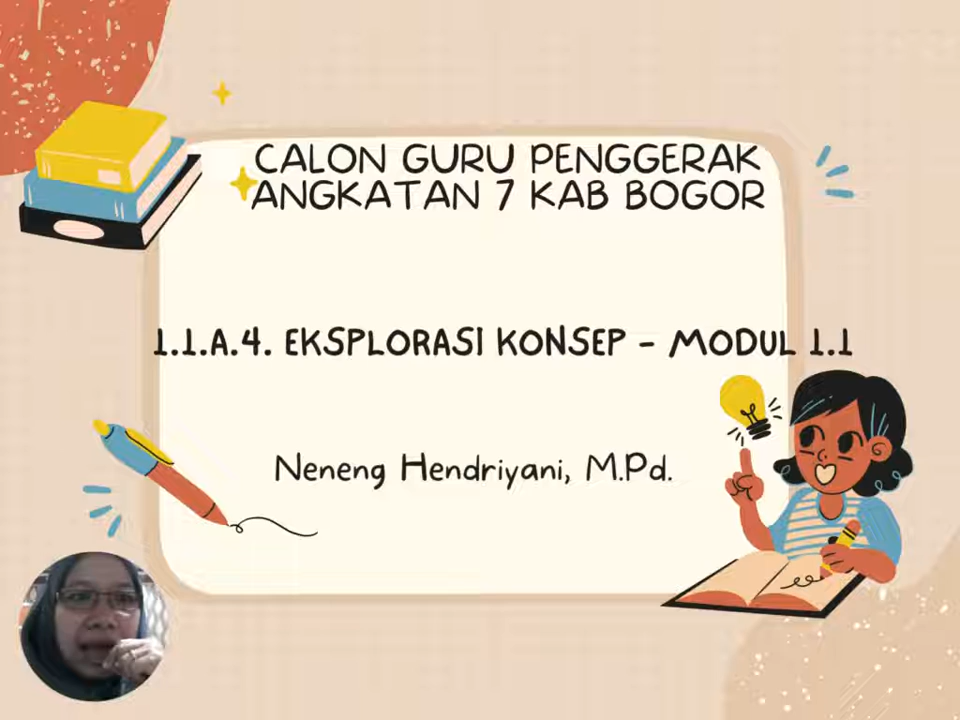 CALON GURU PENGGERAK
ANGKATAN 7 KAB BOGOR
1.1.A.4. EKSPLORASI KONSEP - MODUL 1.1
Neneng Hendriyani, M.Pd.